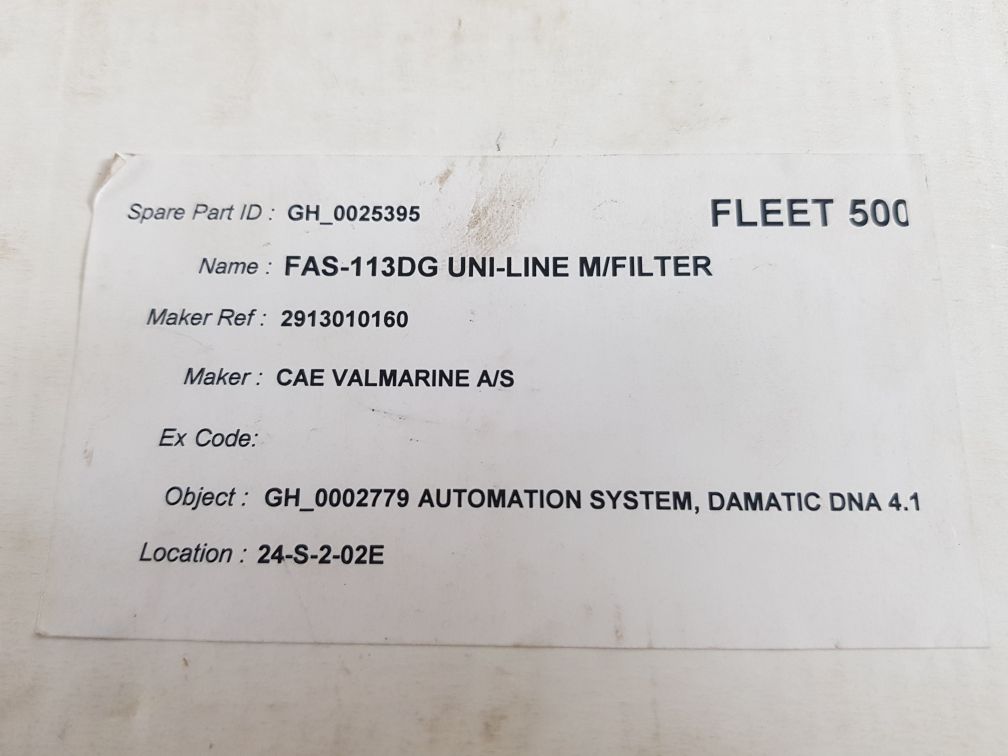 Spare Part ID : GH_0025395 FLEET 500
Name : FAS-113DG UNI-LINE M/FILTER
Maker Ref : 2913010160
Maker : CAE VALMARINE A/S
Ex Code:
Object : GH_0002779 AUTOMATION SYSTEM, DAMATIC DNA 4.1
Location : 24-S-2-02E